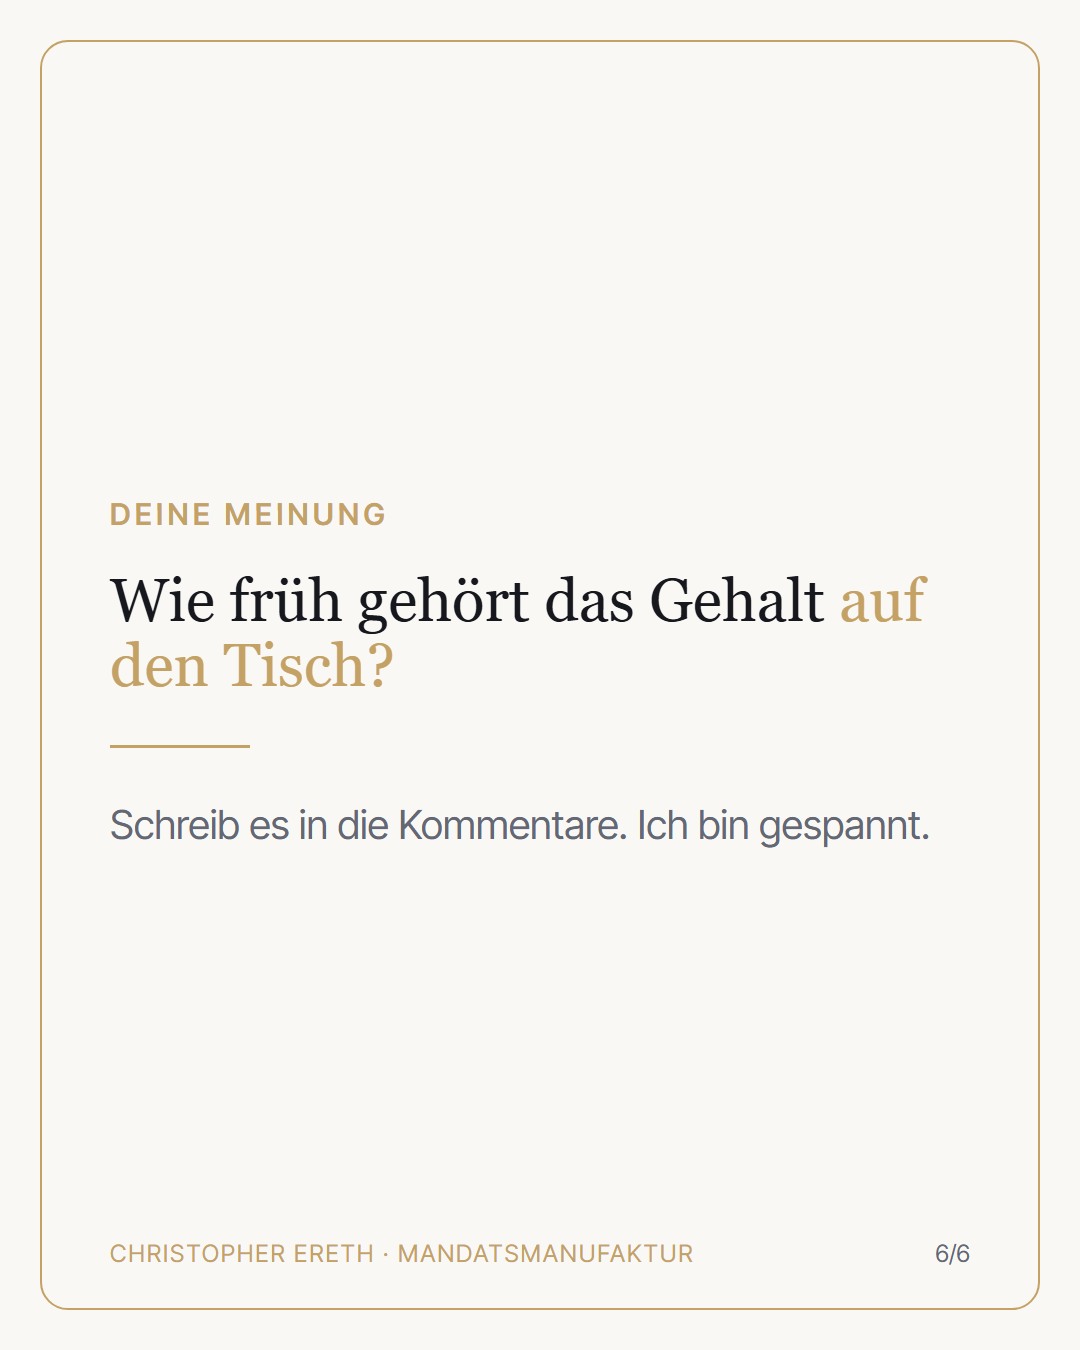 DEINE MEINUNG
Wie früh gehört das Gehalt auf
den Tisch?
Schreib es in die Kommentare. Ich bin gespannt.
CHRISTOPHER ERETH · MANDATSMANUFAKTUR
6/6